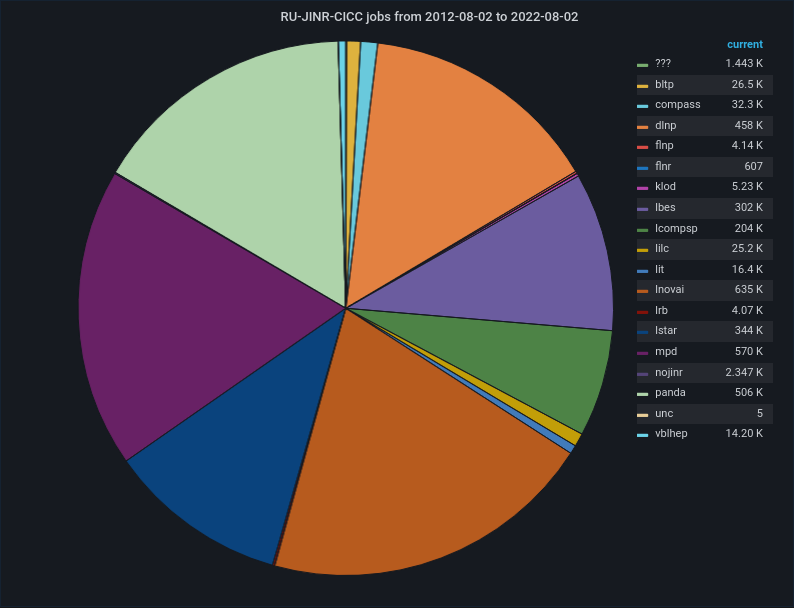 RU-JINR-CICC jobs from 2012-08-02 to 2022-08-02
current
??? 1.443 K
bltp 26.5 K
compass 32.3 K
dlnp 458 K
flnp 4.14 K
flnr 607
klod 5.23 K
lbes 302 K
lcompsp 204 K
lilc 25.2 K
lit 16.4 K
lnovai 635 K
lrb 4.07 K
lstar 344 K
mpd 570 K
nojinr 2.347 K
panda 506 K
unc 5
vblhep 14.20 K